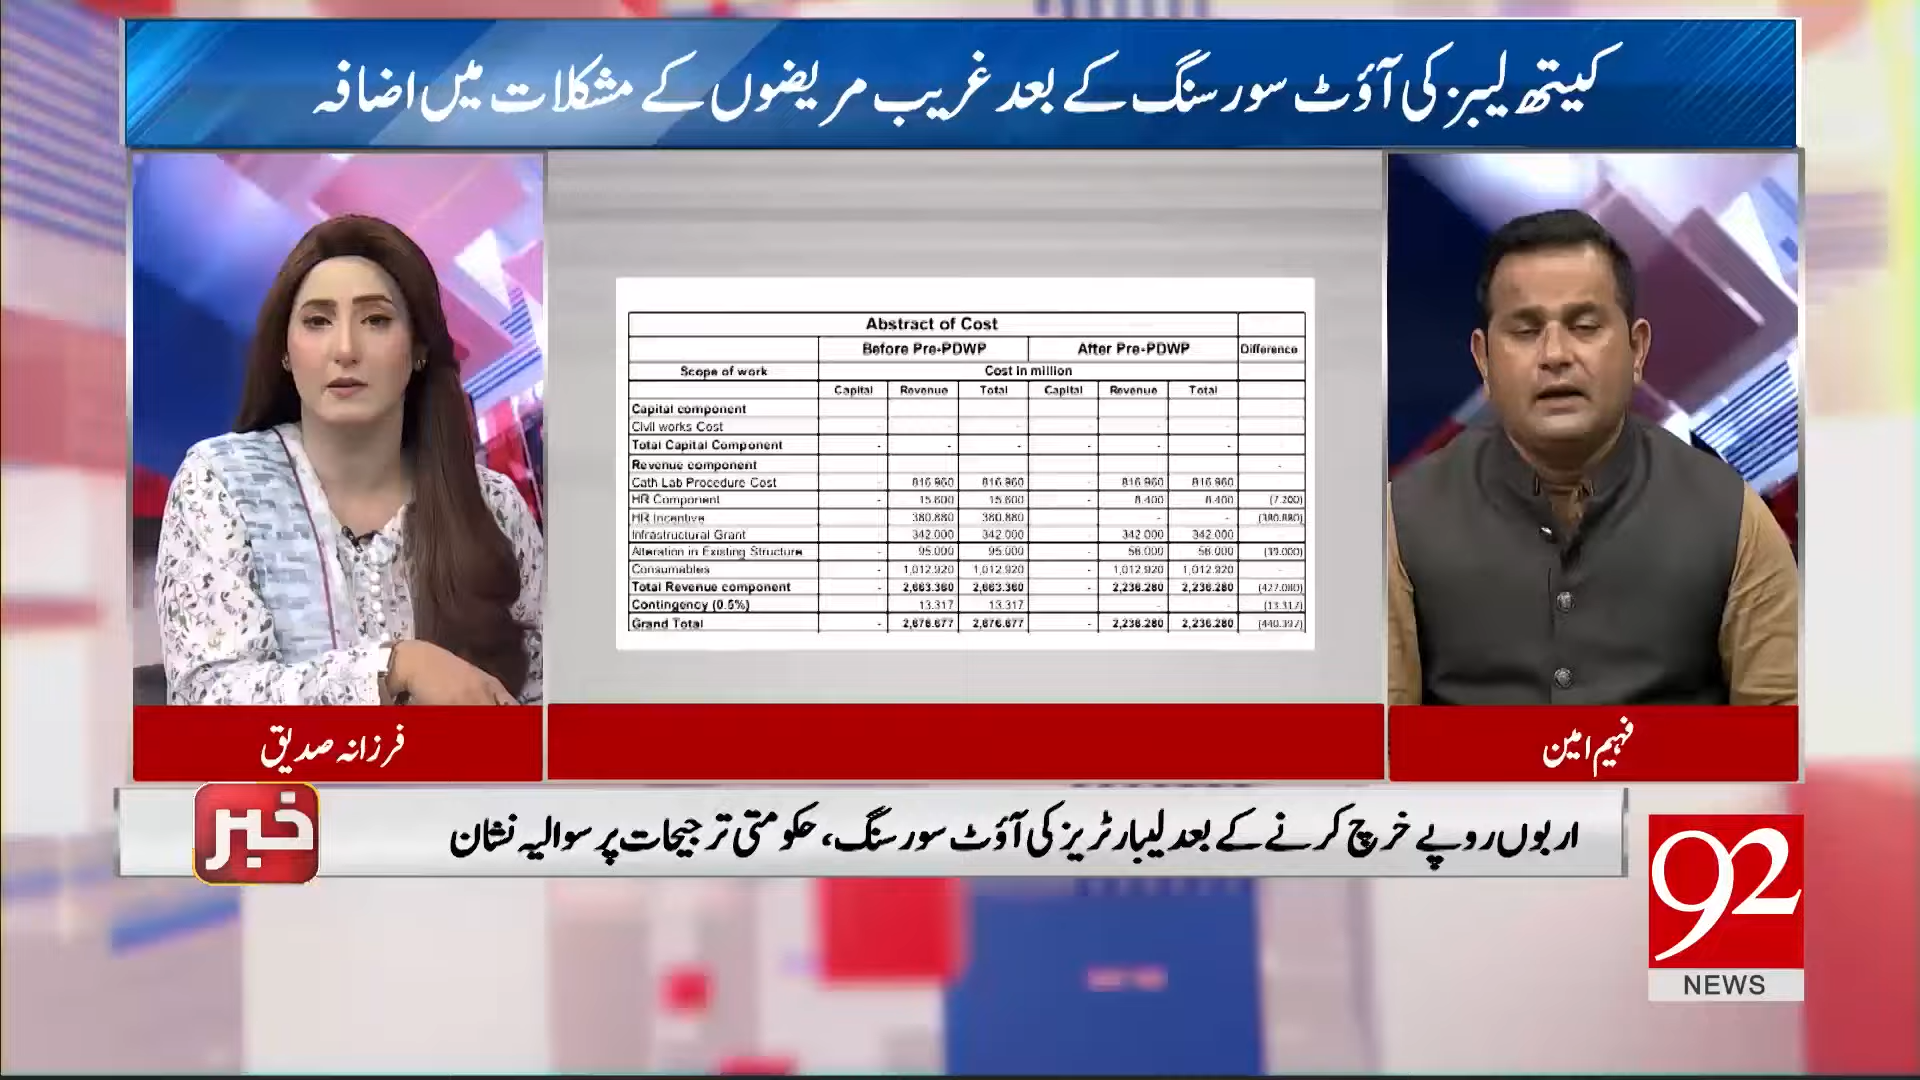 کیتھ لیبز کی آؤٹ سورسنگ کے بعد غریب مریضوں کے مشکلات میں اضافہ
Abstract of Cost
Before Pre-PDWP After Pre-PDWP Difference
Scope of work Cost in million
Capital Revenue Total Capital Revenue Total
Capital component
Civil works Cost - - - - - -
Total Capital Component - - - - - -
Revenue component -
Cath Lab Procedure Cost - 816.960 816.960 - 816.960 816.960
HR Component - 15.600 15.600 - 8.400 8.400 (7.200)
HR Incentive 380.880 380.880 - - (380.880)
Infrastructural Grant 342.000 342.000 342.000 342.000
Alteration in Existing Structure - 95.000 95.000 - 56.000 56.000 (39.000)
Consumables - 1,012.920 1,012.920 - 1,012.920 1,012.920 -
Total Revenue component - 2,663.360 2,663.360 - 2,236.280 2,236.280 (427.080)
Contingency (0.5%) 13.317 13.317 - - (13.317)
Grand Total - 2,676.677 2,676.677 - 2,236.280 2,236.280 (440.397)
فرزانہ صدیق
فہیم امین
خبر
اربوں روپے خرچ کرنے کے بعد لیبارٹریز کی آؤٹ سورسنگ، حکومتی ترجیحات پر سوالیہ نشان
92
NEWS